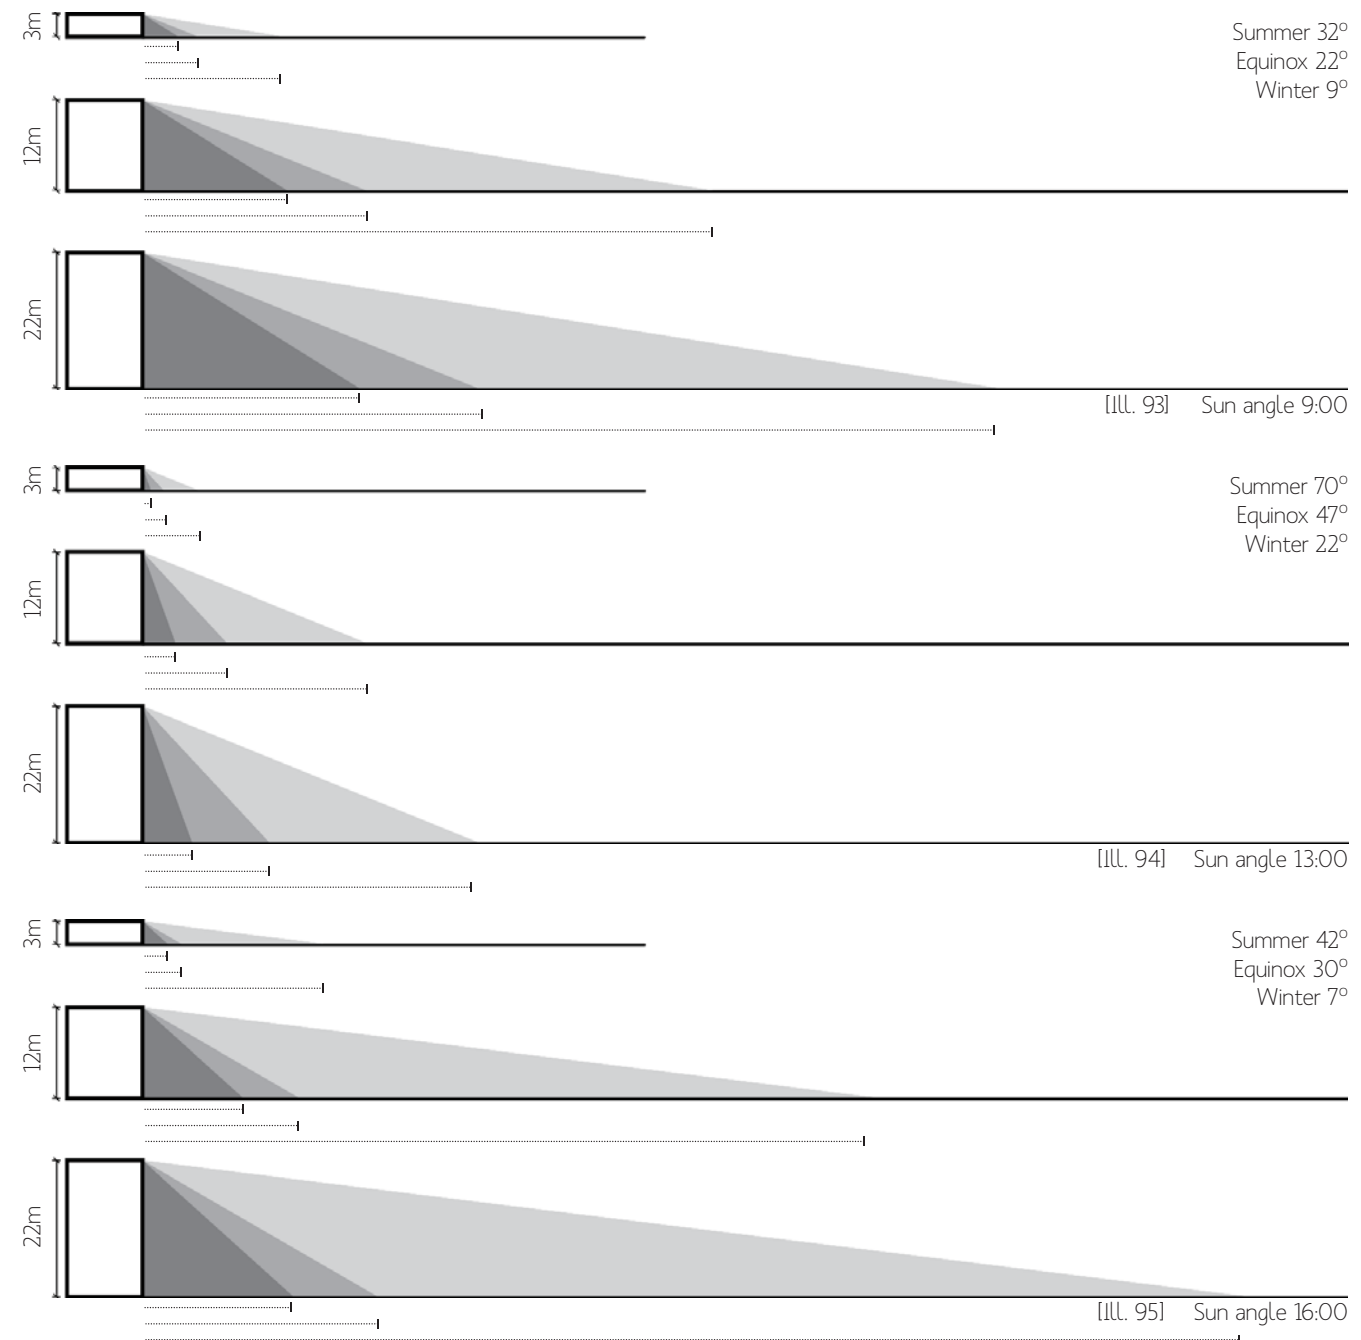 3m
Summer 32°
Equinox 22°
Winter 9°
12m
22m
[Ill. 93] Sun angle 9:00
3m
Summer 70°
Equinox 47°
Winter 22°
12m
22m
[Ill. 94] Sun angle 13:00
3m
Summer 42°
Equinox 30°
Winter 7°
12m
22m
[Ill. 95] Sun angle 16:00